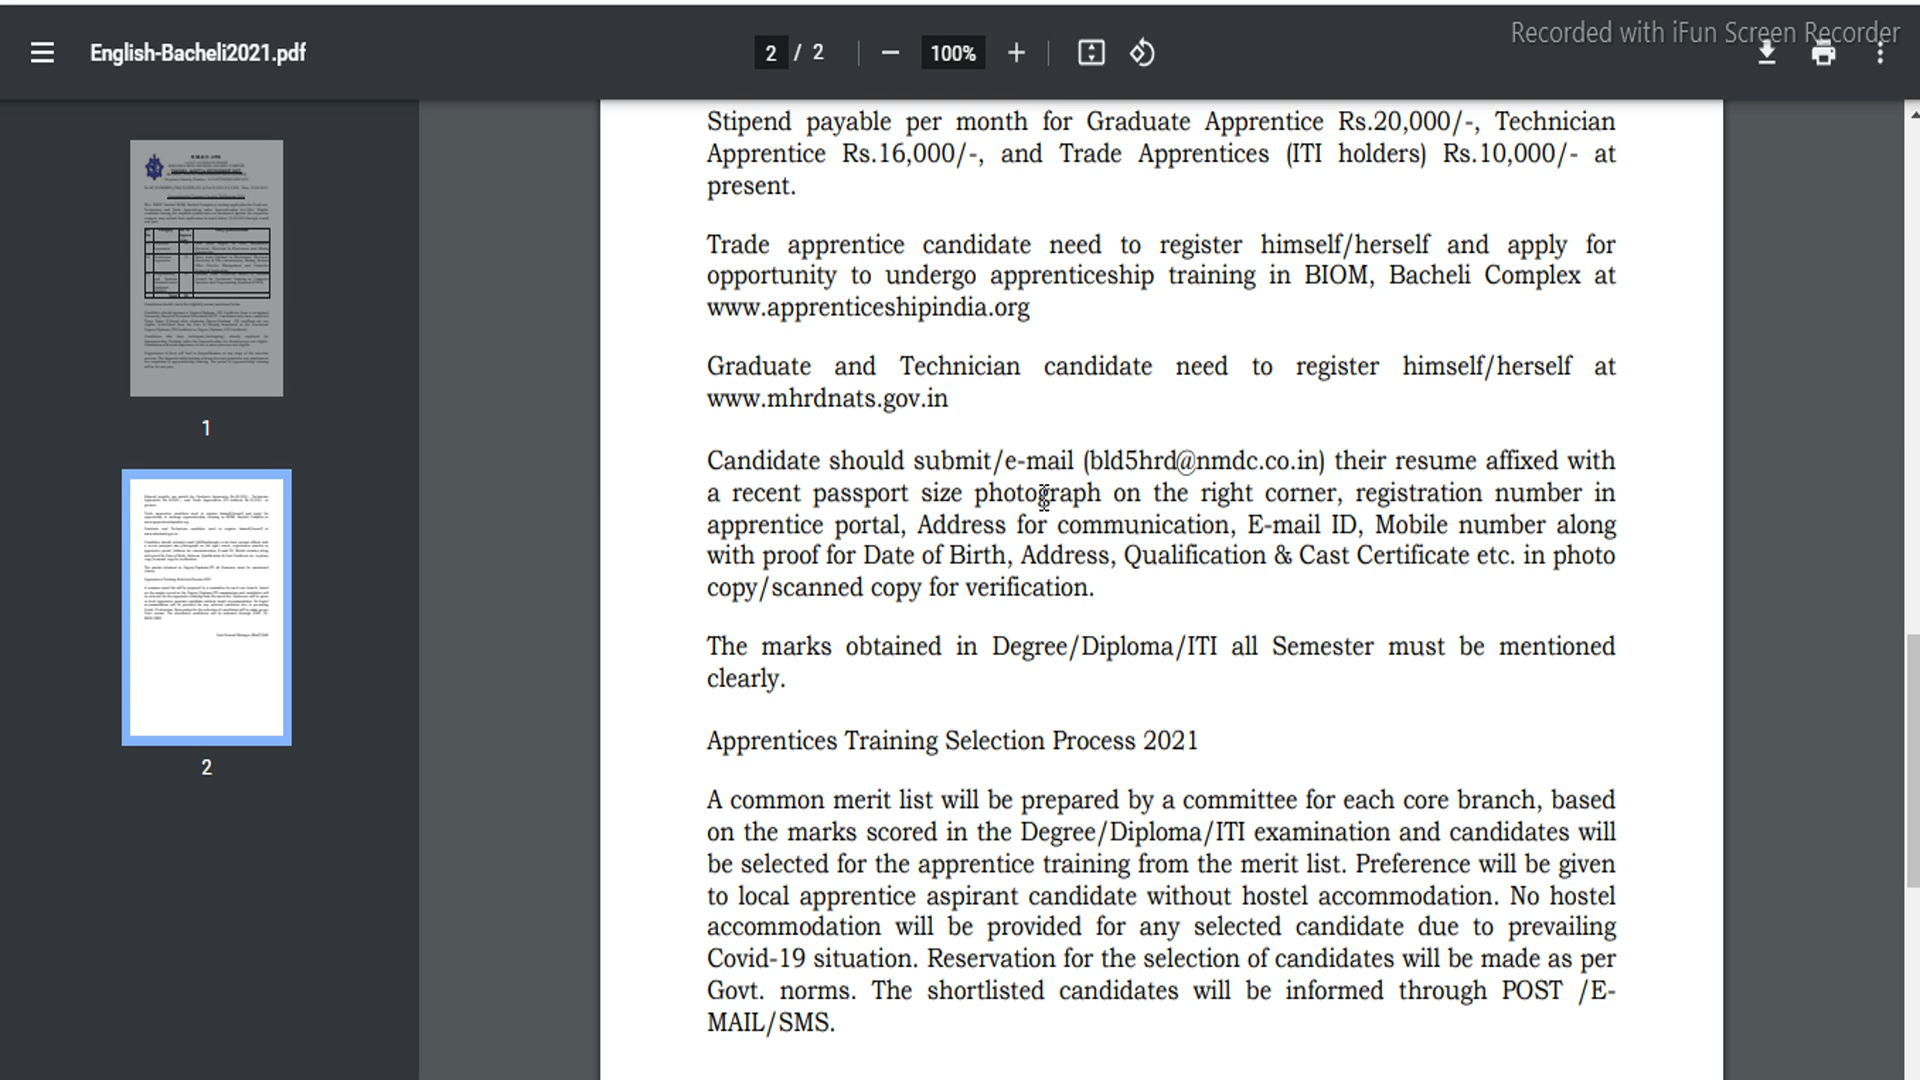 Recorded with iFun Screen Recorder
English-Bacheli2021.pdf
2 / 2
100%
Stipend payable per month for Graduate Apprentice Rs.20,000/-, Technician
Apprentice Rs.16,000/-, and Trade Apprentices (ITI holders) Rs.10,000/- at
present.
Trade apprentice candidate need to register himself/herself and apply for
opportunity to undergo apprenticeship training in BIOM, Bacheli Complex at
www.apprenticeshipindia.org
Graduate and Technician candidate need to register himself/herself at
www.mhrdnats.gov.in
Candidate should submit/e-mail (bld5hrd@nmdc.co.in) their resume affixed with
a recent passport size photograph on the right corner, registration number in
apprentice portal, Address for communication, E-mail ID, Mobile number along
with proof for Date of Birth, Address, Qualification & Cast Certificate etc. in photo
copy/scanned copy for verification.
The marks obtained in Degree/Diploma/ITI all Semester must be mentioned
clearly.
Apprentices Training Selection Process 2021
A common merit list will be prepared by a committee for each core branch, based
on the marks scored in the Degree/Diploma/ITI examination and candidates will
be selected for the apprentice training from the merit list. Preference will be given
to local apprentice aspirant candidate without hostel accommodation. No hostel
accommodation will be provided for any selected candidate due to prevailing
Covid-19 situation. Reservation for the selection of candidates will be made as per
Govt. norms. The shortlisted candidates will be informed through POST /E-
MAIL/SMS.
1
2